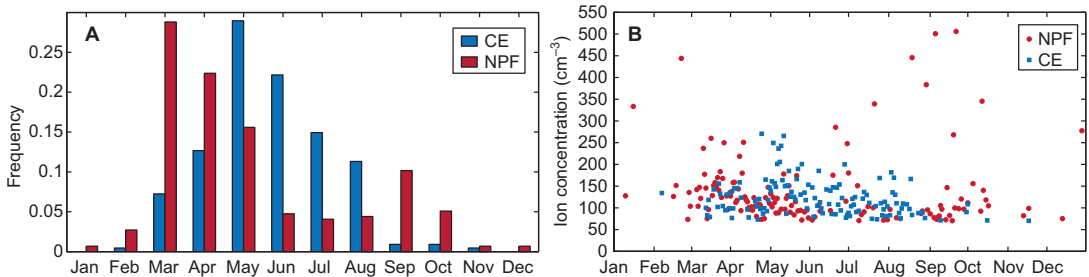 A
CE
NPF
Frequency
0.25
0.2
0.15
0.1
0.05
0
Jan Feb Mar Apr May Jun Jul Aug Sep Oct Nov Dec
B
NPF
CE
Ion concentration (cm⁻³)
550
500
450
400
350
300
250
200
150
100
50
0
Jan Feb Mar Apr May Jun Jul Aug Sep Oct Nov Dec